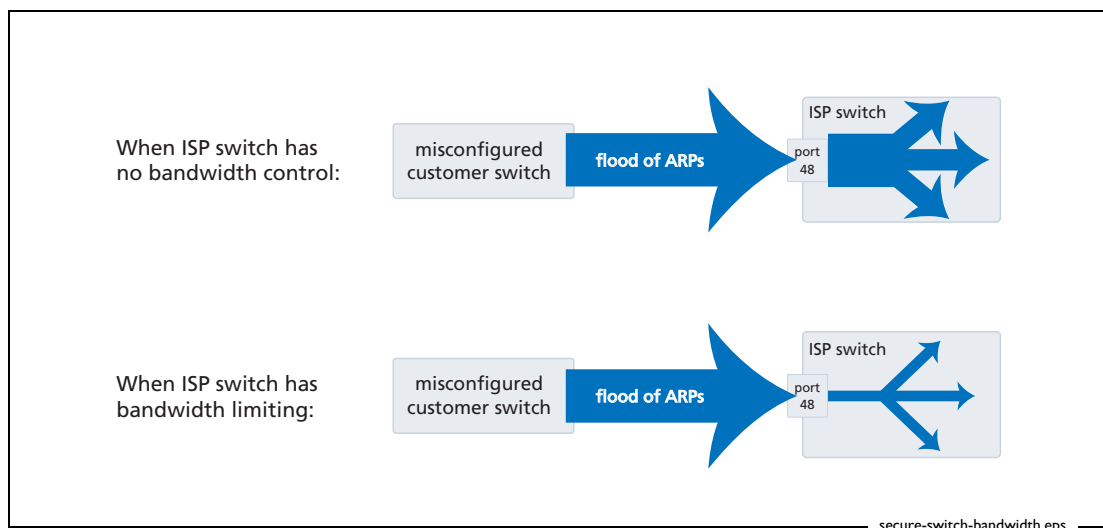 When ISP switch has
no bandwidth control:
misconfigured
customer switch
flood of ARPs
port
48
ISP switch
When ISP switch has
bandwidth limiting:
misconfigured
customer switch
flood of ARPs
port
48
ISP switch
secure-switch-bandwidth.eps